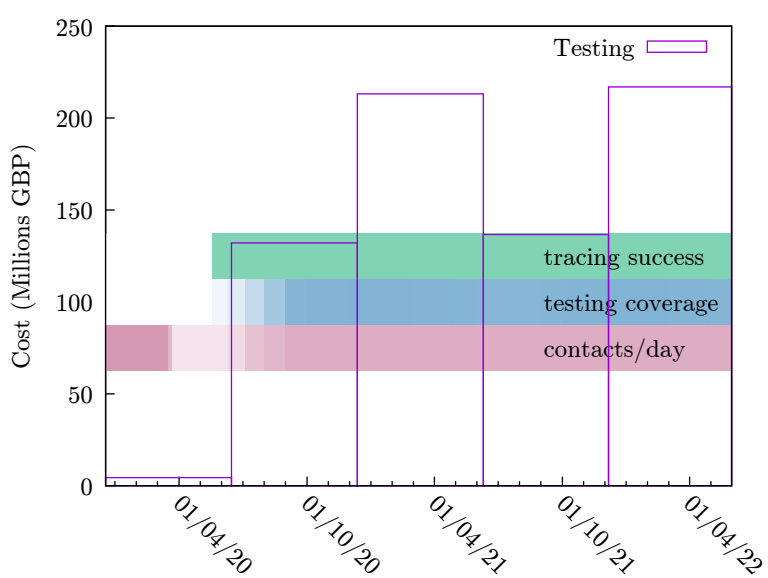 Testing
Cost (Millions GBP)
250
200
150
100
50
0
tracing success
testing coverage
contacts/day
01/04/20
01/10/20
01/04/21
01/10/21
01/04/22